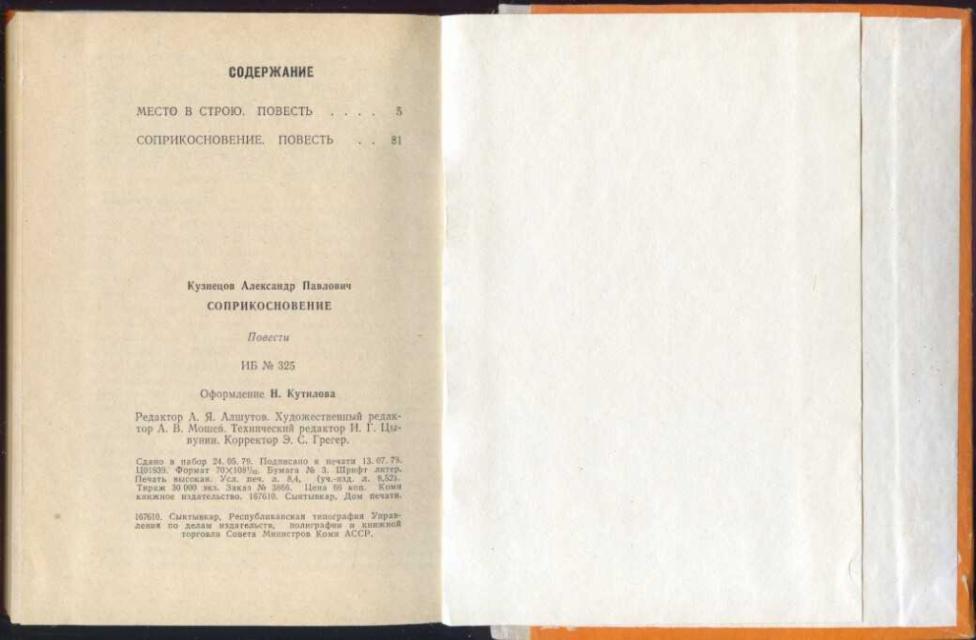 СОДЕРЖАНИЕ
МЕСТО В СТРОЮ. ПОВЕСТЬ . . . . 5
СОПРИКОСНОВЕНИЕ. ПОВЕСТЬ . . 81
Кузнецов Александр Павлович
СОПРИКОСНОВЕНИЕ
Повести
ИБ № 325
Оформление Н. Кутилова
Редактор А. Я. Алшутов. Художественный редак-
тор А. В. Мошев. Технический редактор И. Г. Цы-
вунин. Корректор Э. С. Грегер.
Сдано в набор 24.05.79. Подписано к печати 13.07.79.
Ц01939. Формат 70×108¹/₃₂. Бумага № 3. Шрифт литер.
Печать высокая. Усл. печ. л. 8,4, (уч.-изд. л. 8,52).
Тираж 30 000 экз. Заказ № 3866. Цена 60 коп. Коми
книжное издательство. 167610. Сыктывкар, Дом печати.
167610. Сыктывкар, Республиканская типография Управ-
ления по делам издательств, полиграфии и книжной
торговли Совета Министров Коми АССР.